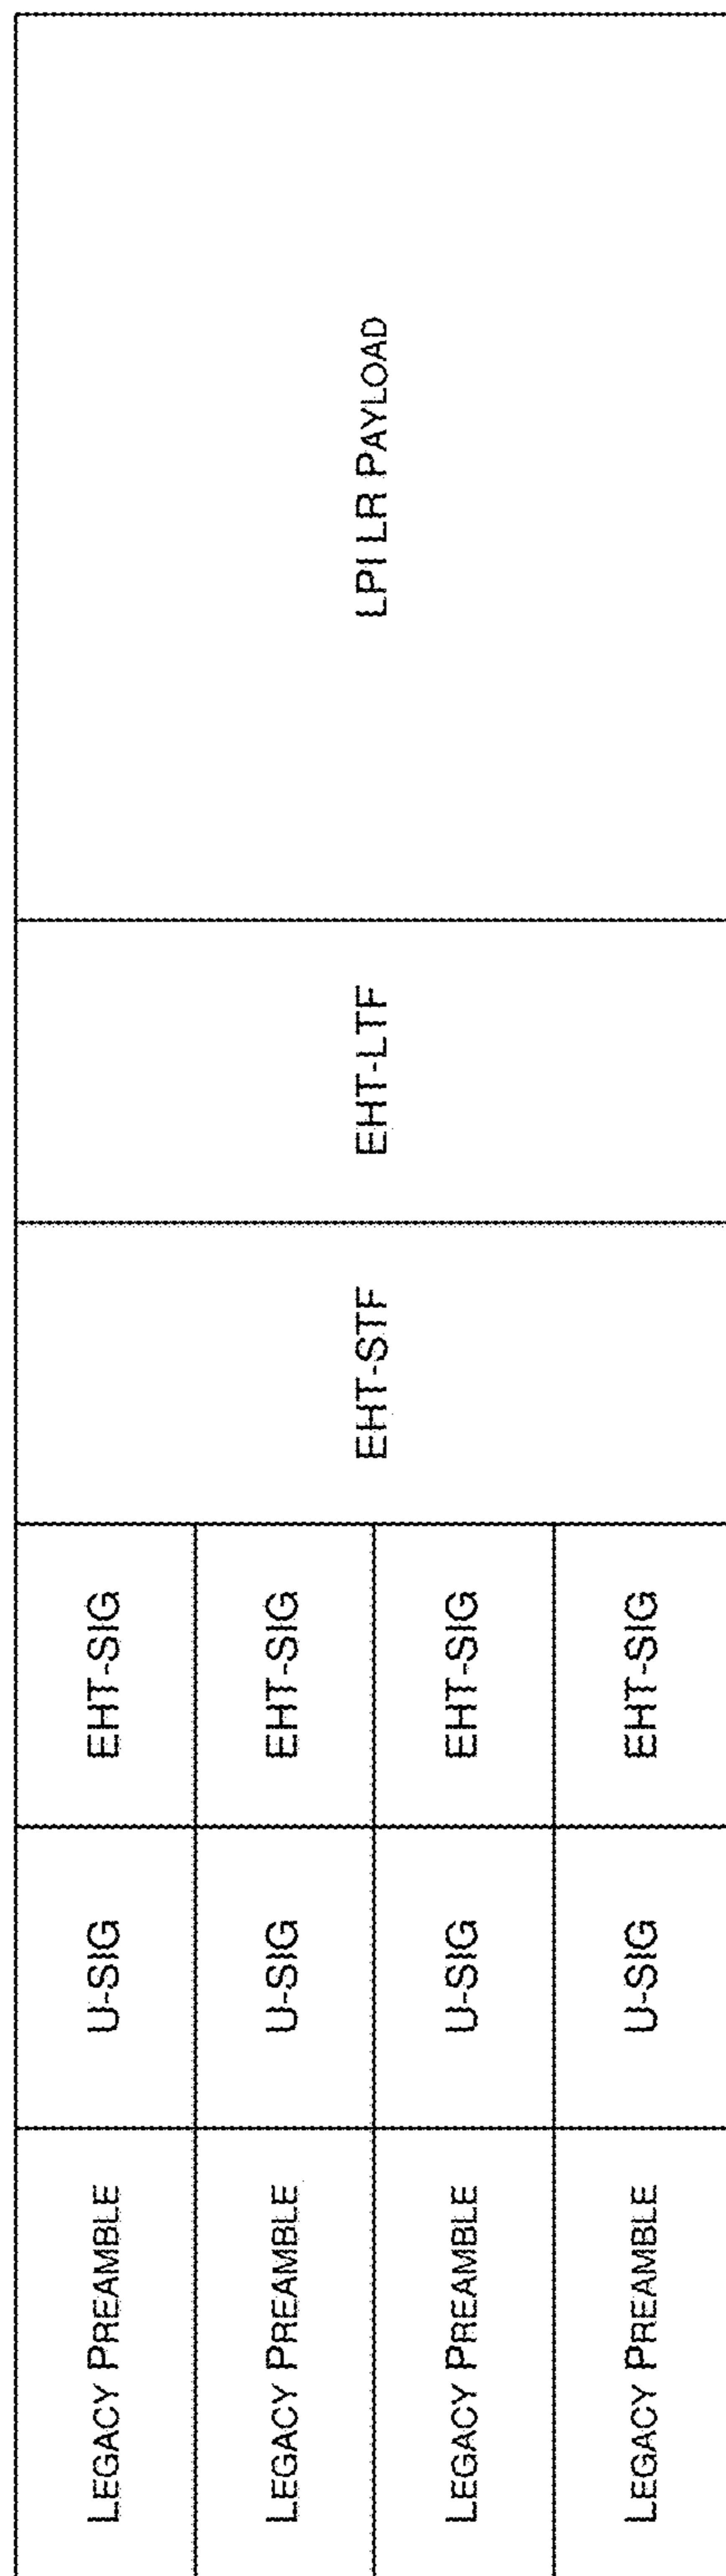 LEGACY PREAMBLE
U-SIG
EHT-SIG
LEGACY PREAMBLE
U-SIG
EHT-SIG
LEGACY PREAMBLE
U-SIG
EHT-SIG
LEGACY PREAMBLE
U-SIG
EHT-SIG
EHT-STF
EHT-LTF
LPI LR PAYLOAD